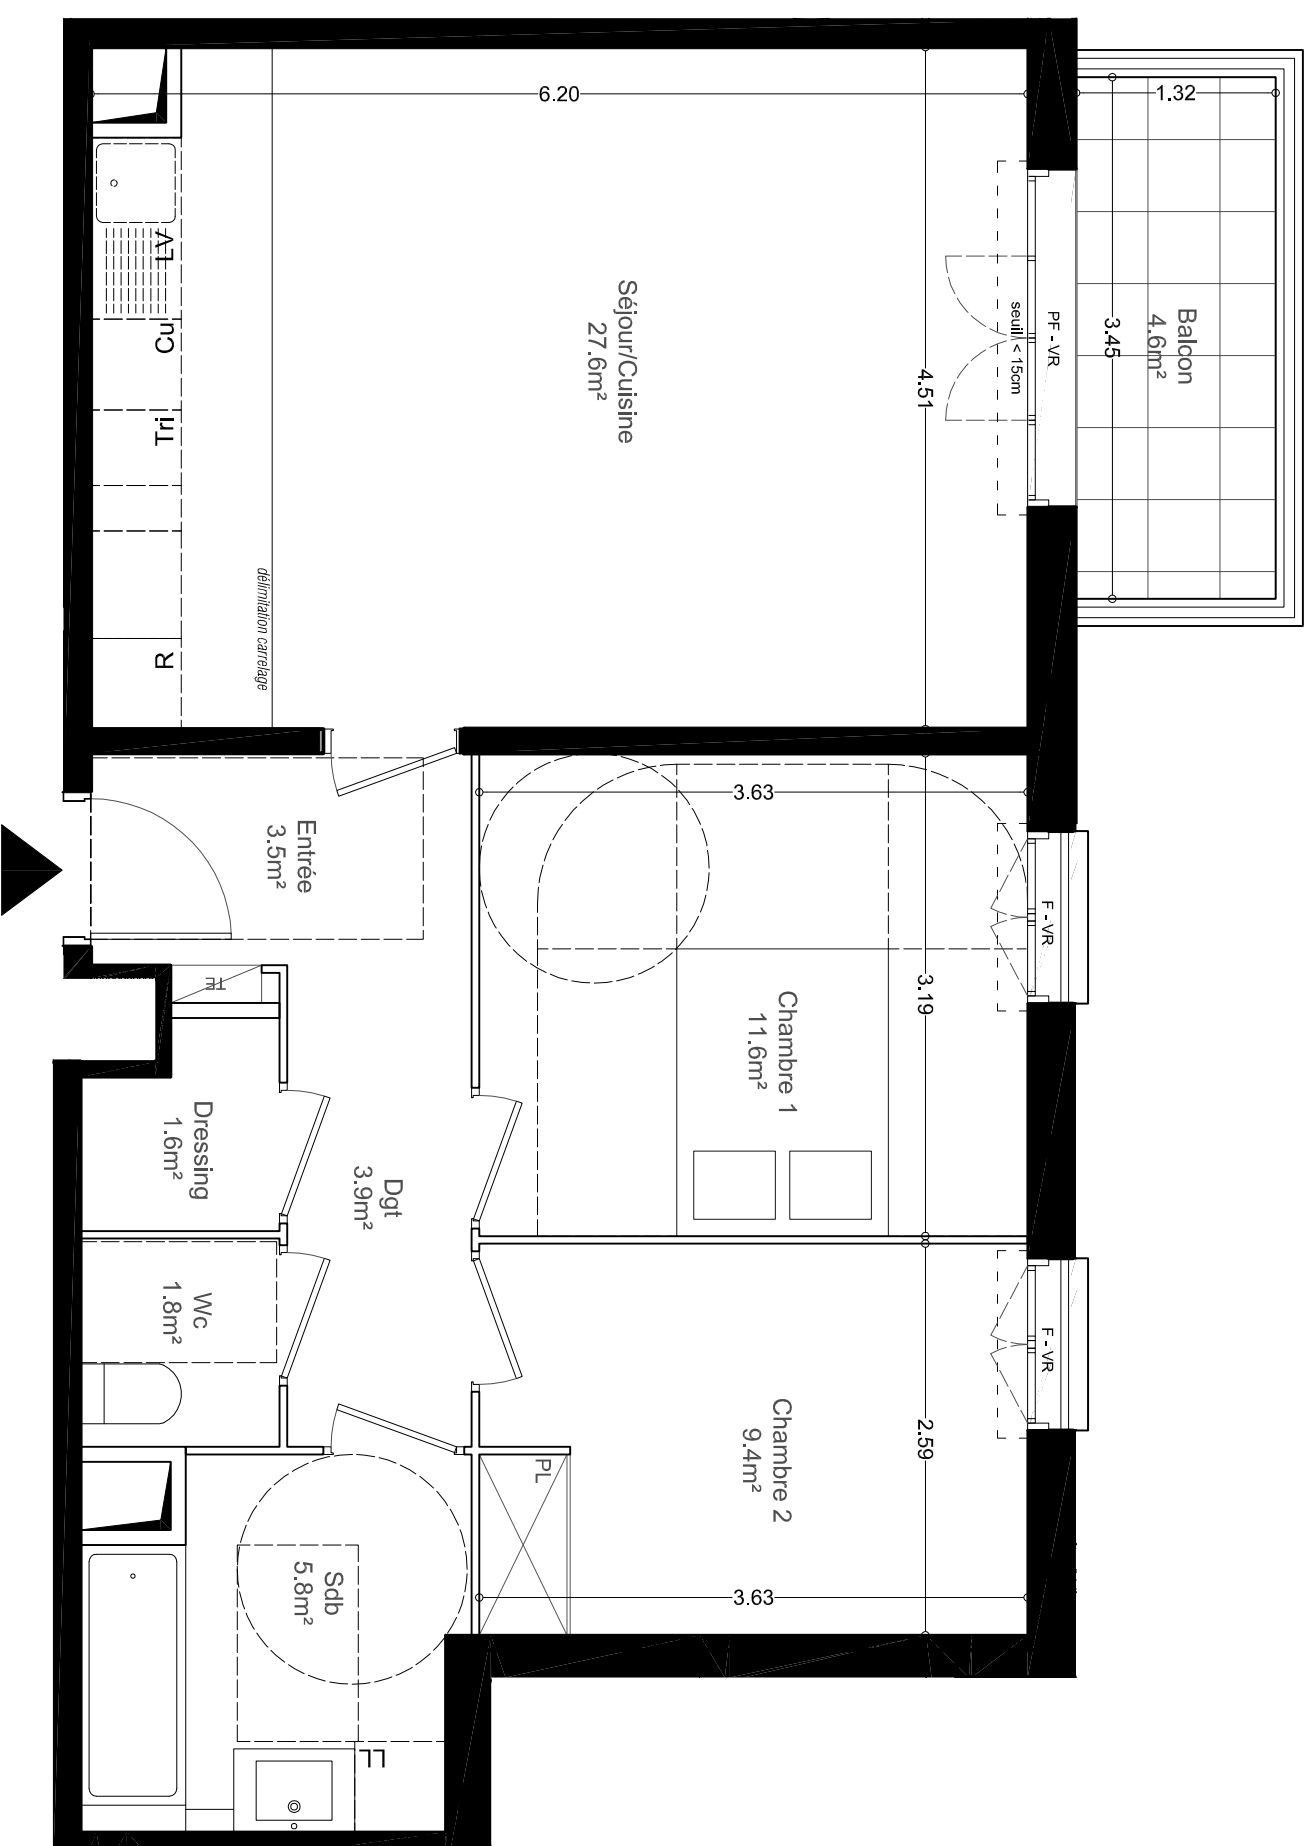 6.20
1.32
LV
Cu
Tri
R
Séjour/Cuisine
27.6m²
4.51
seuil < 15cm
PF - VR
3.45
Balcon
4.6m²
délimitation carrelage
3.63
Entrée
3.5m²
F - VR
TE
3.19
Chambre 1
11.6m²
Dressing
1.6m²
Dgt
3.9m²
Wc
1.8m²
F - VR
2.59
Chambre 2
9.4m²
PL
Sdb
5.8m²
3.63
LL